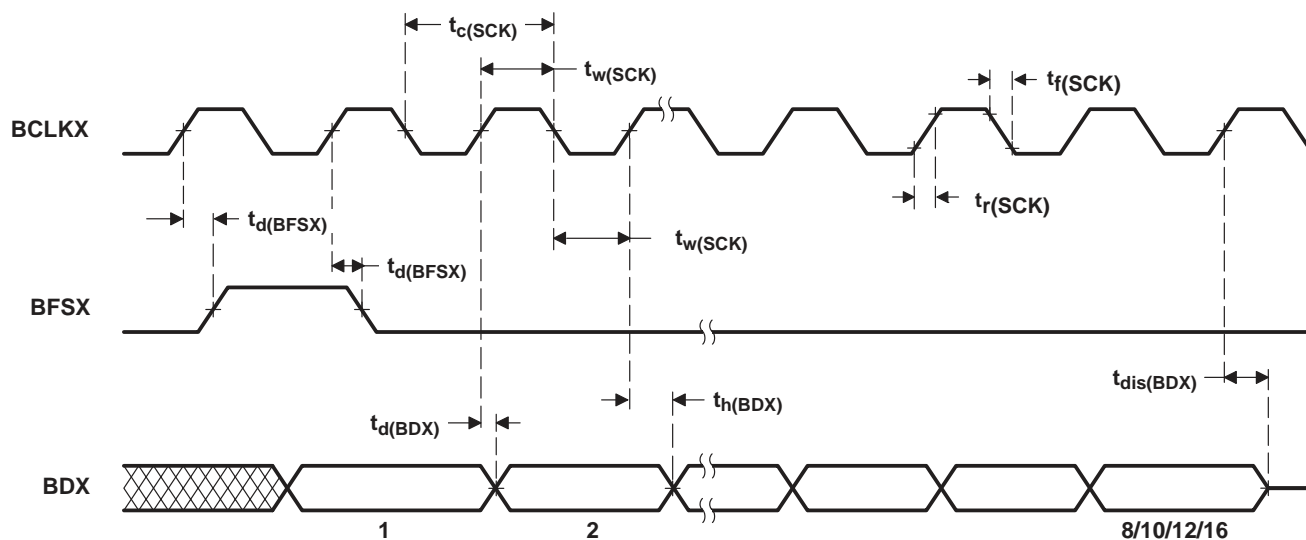 tc(SCK)
tw(SCK)
tf(SCK)
BCLKX
tr(SCK)
td(BFSX)
tw(SCK)
td(BFSX)
BFSX
tdis(BDX)
th(BDX)
td(BDX)
BDX
1 2 8/10/12/16